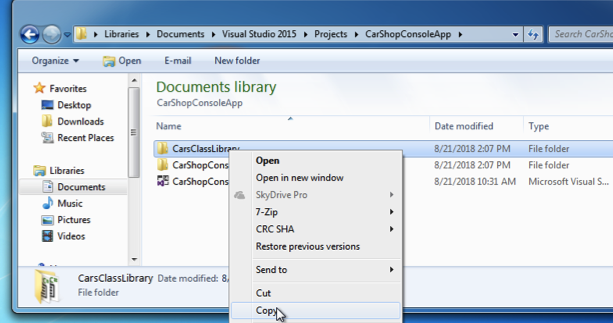 Libraries Documents Visual Studio 2015 Projects CarShopConsoleApp
Search CarSho
Organize Open E-mail New folder
Favorites
Desktop
Downloads
Recent Places
Libraries
Documents
Music
Pictures
Videos
Documents library
CarShopConsoleApp
Name Date modified Type
CarsClassLibrary 8/21/2018 2:07 PM File folder
CarShopCons 8/21/2018 2:07 PM File folder
CarShopCons 8/21/2018 10:31 AM Microsoft Visual S...
Open
Open in new window
SkyDrive Pro
7-Zip
CRC SHA
Restore previous versions
Send to
Cut
Copy
CarsClassLibrary Date modified: 8/
File folder